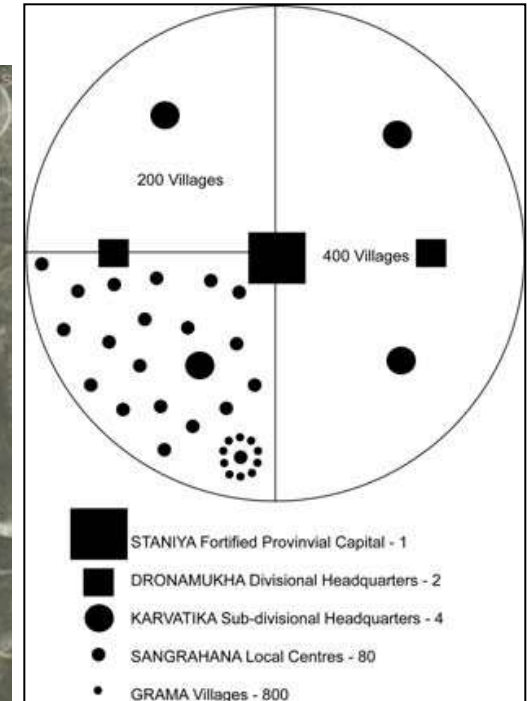 200 Villages
400 Villages
STANIYA Fortified Provinvial Capital - 1
DRONAMUKHA Divisional Headquarters - 2
KARVATIKA Sub-divisional Headquarters - 4
SANGRAHANA Local Centres - 80
GRAMA Villages - 800